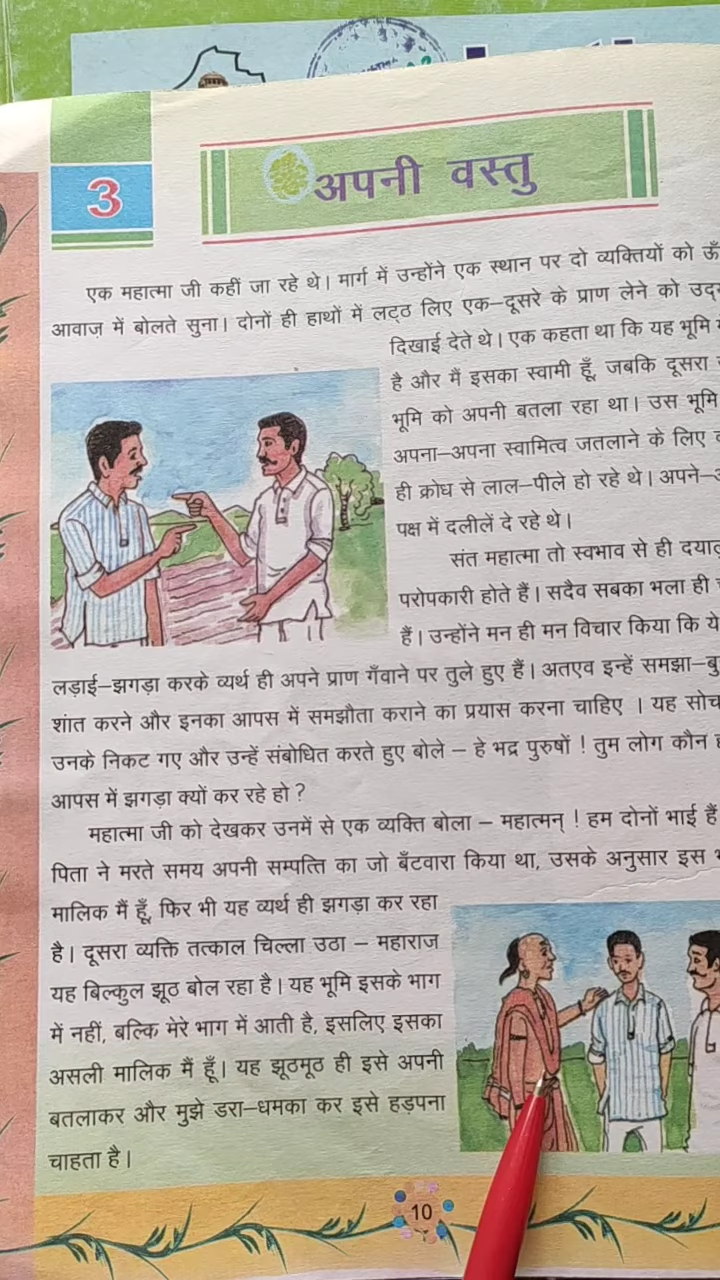 3
अपनी वस्तु
एक महात्मा जी कहीं जा रहे थे। मार्ग में उन्होंने एक स्थान पर दो व्यक्तियों को
आवाज़ में बोलते सुना। दोनों ही हाथों में लट्ठ लिए एक–दूसरे के प्राण लेने को
दिखाई देते थे। एक कहता था कि यह भूमि
है और मैं इसका स्वामी हूँ, जबकि दूसरा
भूमि को अपनी बतला रहा था। उस भूमि
अपना–अपना स्वामित्व जतलाने के लिए
ही क्रोध से लाल–पीले हो रहे थे। अपने–
पक्ष में दलीलें दे रहे थे।
संत महात्मा तो स्वभाव से ही
परोपकारी होते हैं। सदैव सबका भला ही
हैं। उन्होंने मन ही मन विचार किया कि ये
लड़ाई–झगड़ा करके व्यर्थ ही अपने प्राण गँवाने पर तुले हुए हैं। अतएव इन्हें समझा–
शांत करने और इनका आपस में समझौता कराने का प्रयास करना चाहिए । यह
उनके निकट गए और उन्हें संबोधित करते हुए बोले – हे भद्र पुरुषों ! तुम लोग कौन
आपस में झगड़ा क्यों कर रहे हो ?
महात्मा जी को देखकर उनमें से एक व्यक्ति बोला – महात्मन् ! हम दोनों भाई हैं
पिता ने मरते समय अपनी सम्पत्ति का जो बँटवारा किया था, उसके अनुसार इस
मालिक मैं हूँ, फिर भी यह व्यर्थ ही झगड़ा कर रहा
है। दूसरा व्यक्ति तत्काल चिल्ला उठा – महाराज
यह बिल्कुल झूठ बोल रहा है। यह भूमि इसके भाग
में नहीं, बल्कि मेरे भाग में आती है, इसलिए इसका
असली मालिक मैं हूँ। यह झूठमूठ ही इसे अपनी
बतलाकर और मुझे डरा–धमका कर इसे हड़पना
चाहता है।
10